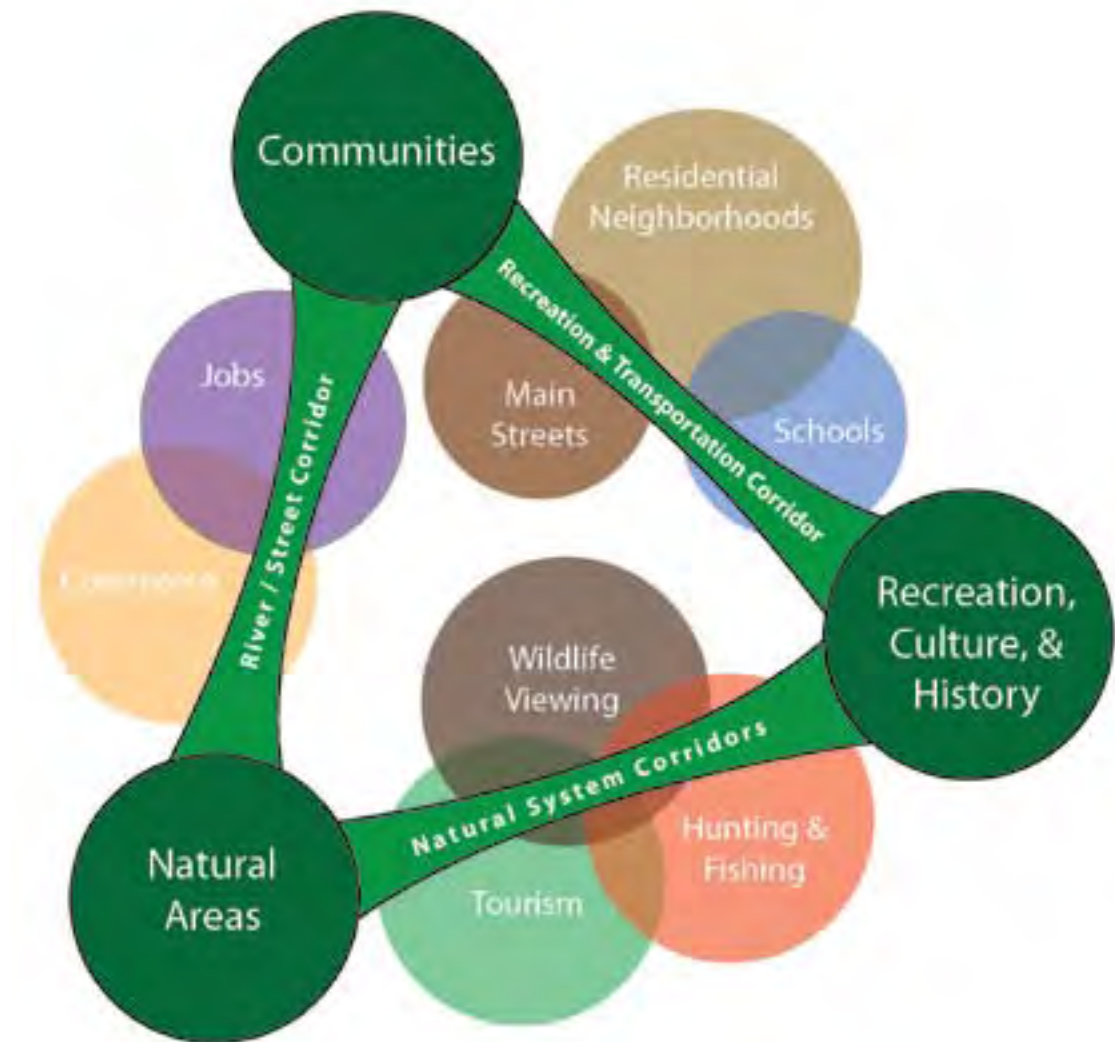 Communities
Residential
Neighborhoods
Recreation & Transportation Corridor
Jobs
Main
Streets
Schools
River / Street Corridor
Recreation,
Culture, &
History
Wildlife
Viewing
Natural System Corridors
Hunting &
Fishing
Natural
Areas
Tourism